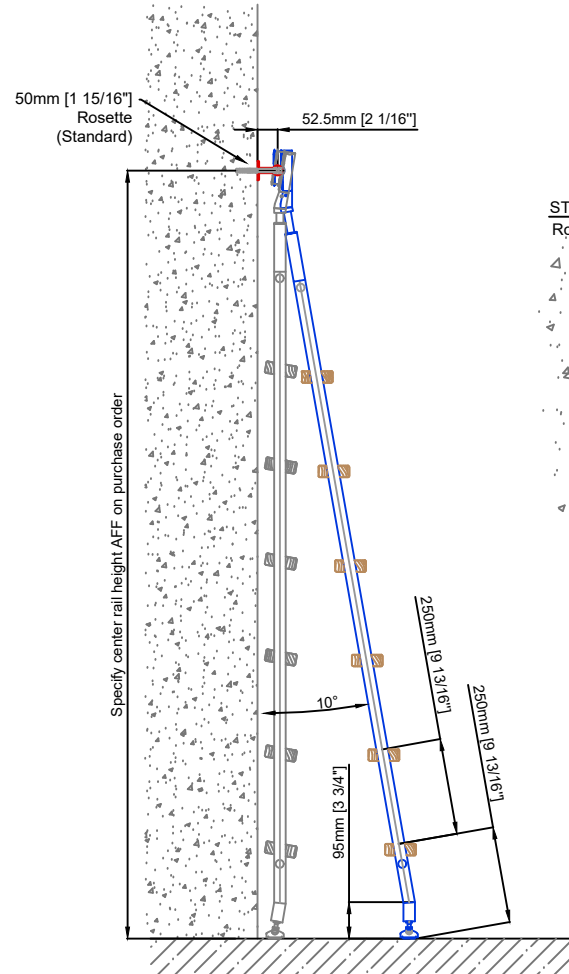 50mm [1 15/16"]
Rosette
(Standard)
52.5mm [2 1/16"]
Specify center rail height AFF on purchase order
10°
250mm [9 13/16"]
250mm [9 13/16"]
95mm [3 3/4"]
ST
Ro